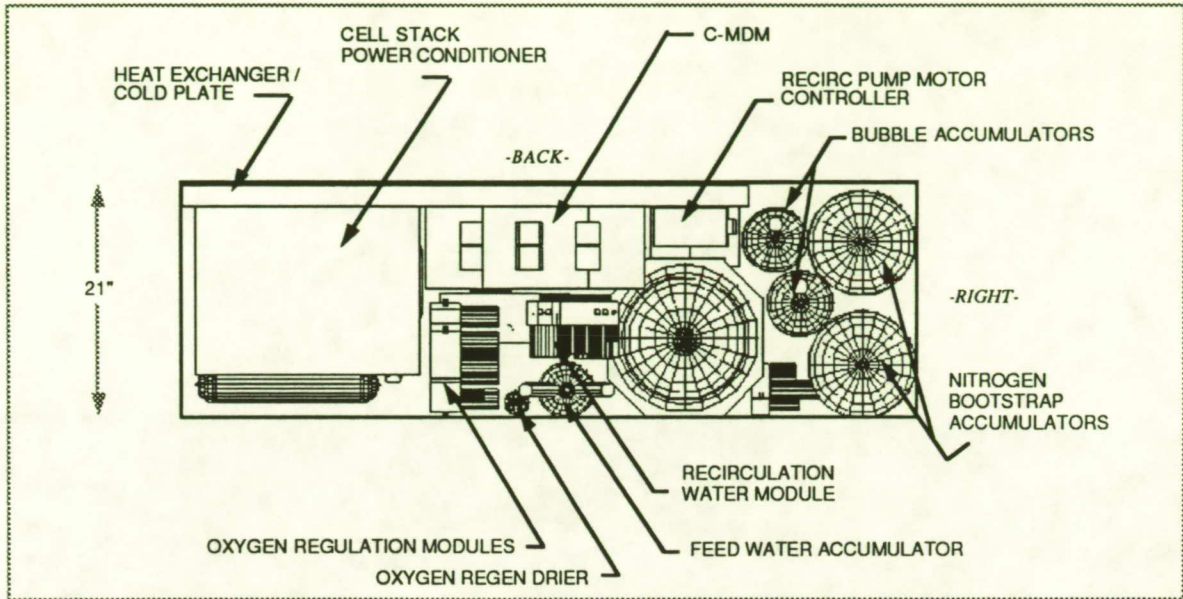 CELL STACK
POWER CONDITIONER
C-MDM
HEAT EXCHANGER /
COLD PLATE
RECIRC PUMP MOTOR
CONTROLLER
BUBBLE ACCUMULATORS
-BACK-
21"
-RIGHT-
NITROGEN
BOOTSTRAP
ACCUMULATORS
RECIRCULATION
WATER MODULE
OXYGEN REGULATION MODULES
FEED WATER ACCUMULATOR
OXYGEN REGEN DRIER